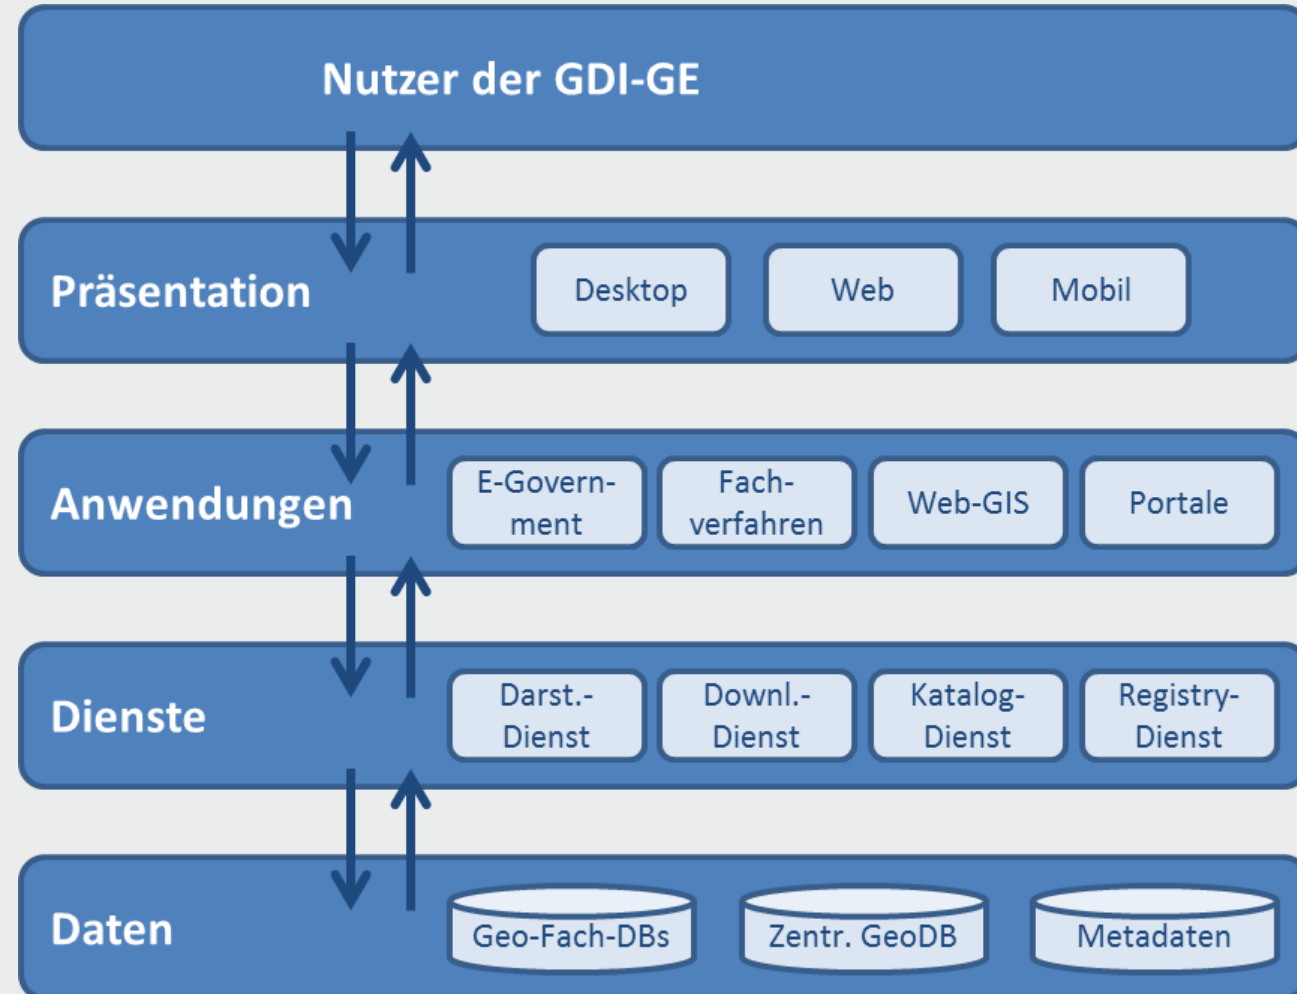 Nutzer der GDI-GE
Präsentation
Desktop
Web
Mobil
Anwendungen
E-Govern-
ment
Fach-
verfahren
Web-GIS
Portale
Dienste
Darst.-
Dienst
Downl.-
Dienst
Katalog-
Dienst
Registry-
Dienst
Daten
Geo-Fach-DBs
Zentr. GeoDB
Metadaten